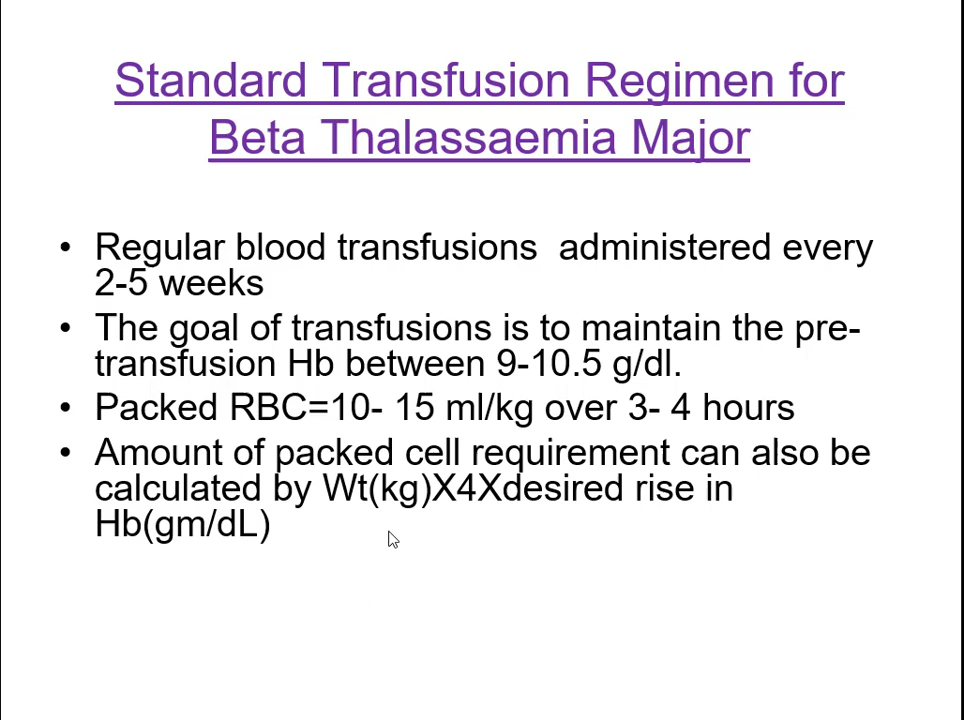 Standard Transfusion Regimen for
Beta Thalassaemia Major
• Regular blood transfusions  administered every
2-5 weeks
• The goal of transfusions is to maintain the pre-
transfusion Hb between 9-10.5 g/dl.
• Packed RBC=10- 15 ml/kg over 3- 4 hours
• Amount of packed cell requirement can also be
calculated by Wt(kg)X4Xdesired rise in
Hb(gm/dL)